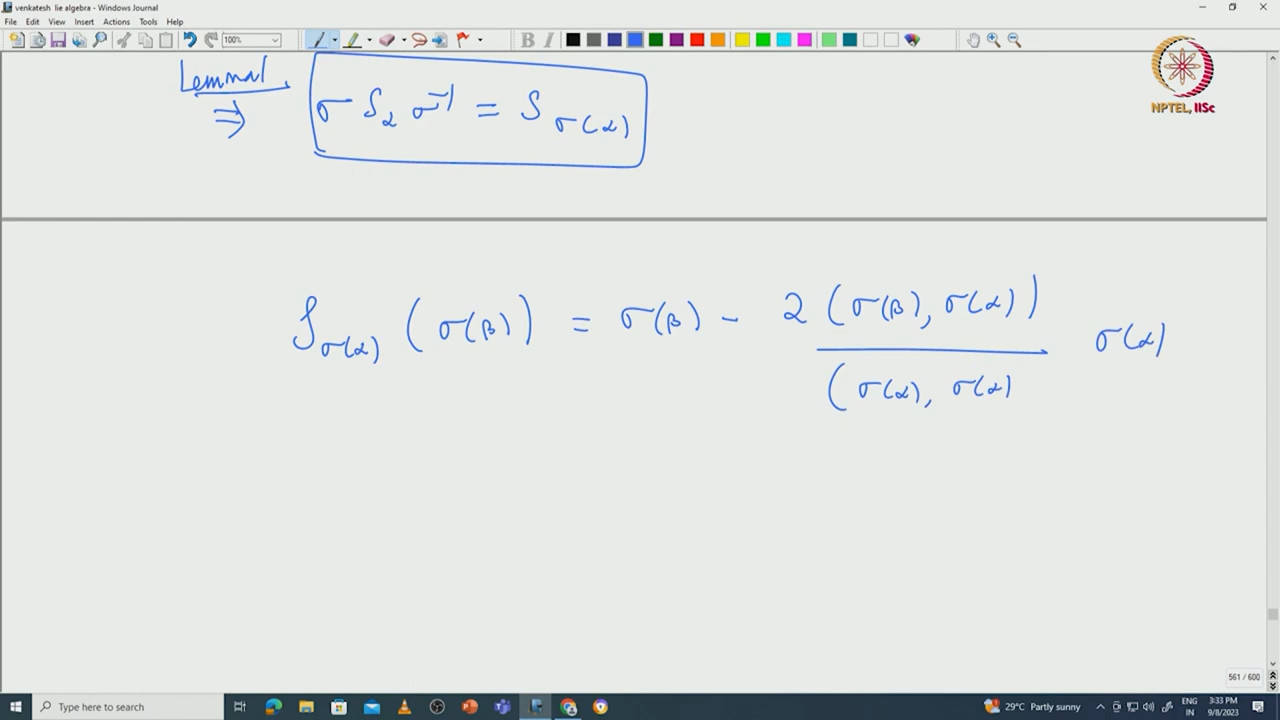 venkatesh lie algebra - Windows Journal
File Edit View Insert Actions Tools Help
100%
B I
NPTEL, IISc
Lemmal
⇒ σ S_α σ^{-1} = S_{σ(α)}
S_{σ(α)} (σ(β)) = σ(β) - 2 (σ(β), σ(α)) / (σ(α), σ(α) σ(α)
561 / 600
Type here to search
29°C Partly sunny
ENG
IN
3:33 PM
9/8/2023